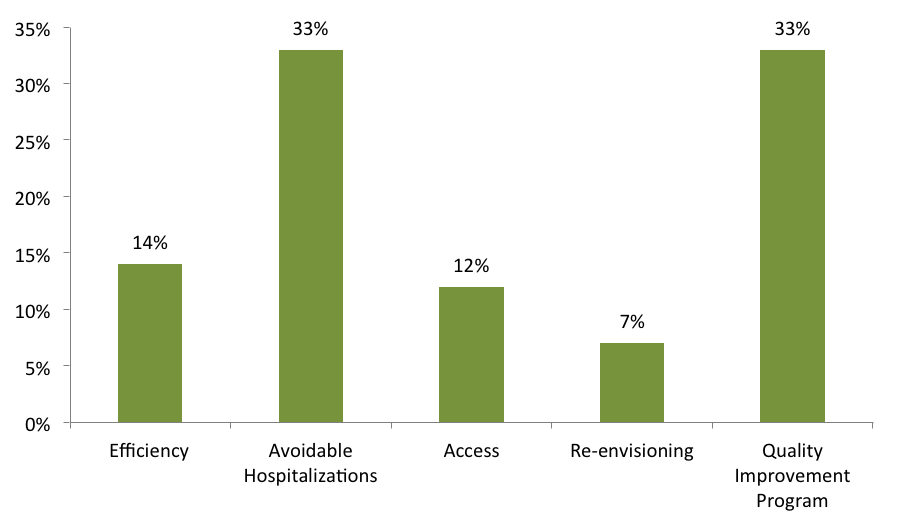 35%
30%
25%
20%
15%
10%
5%
0%
33%
33%
14%
12%
7%
Efficiency
Avoidable
Hospitalizations
Access
Re-envisioning
Quality
Improvement
Program